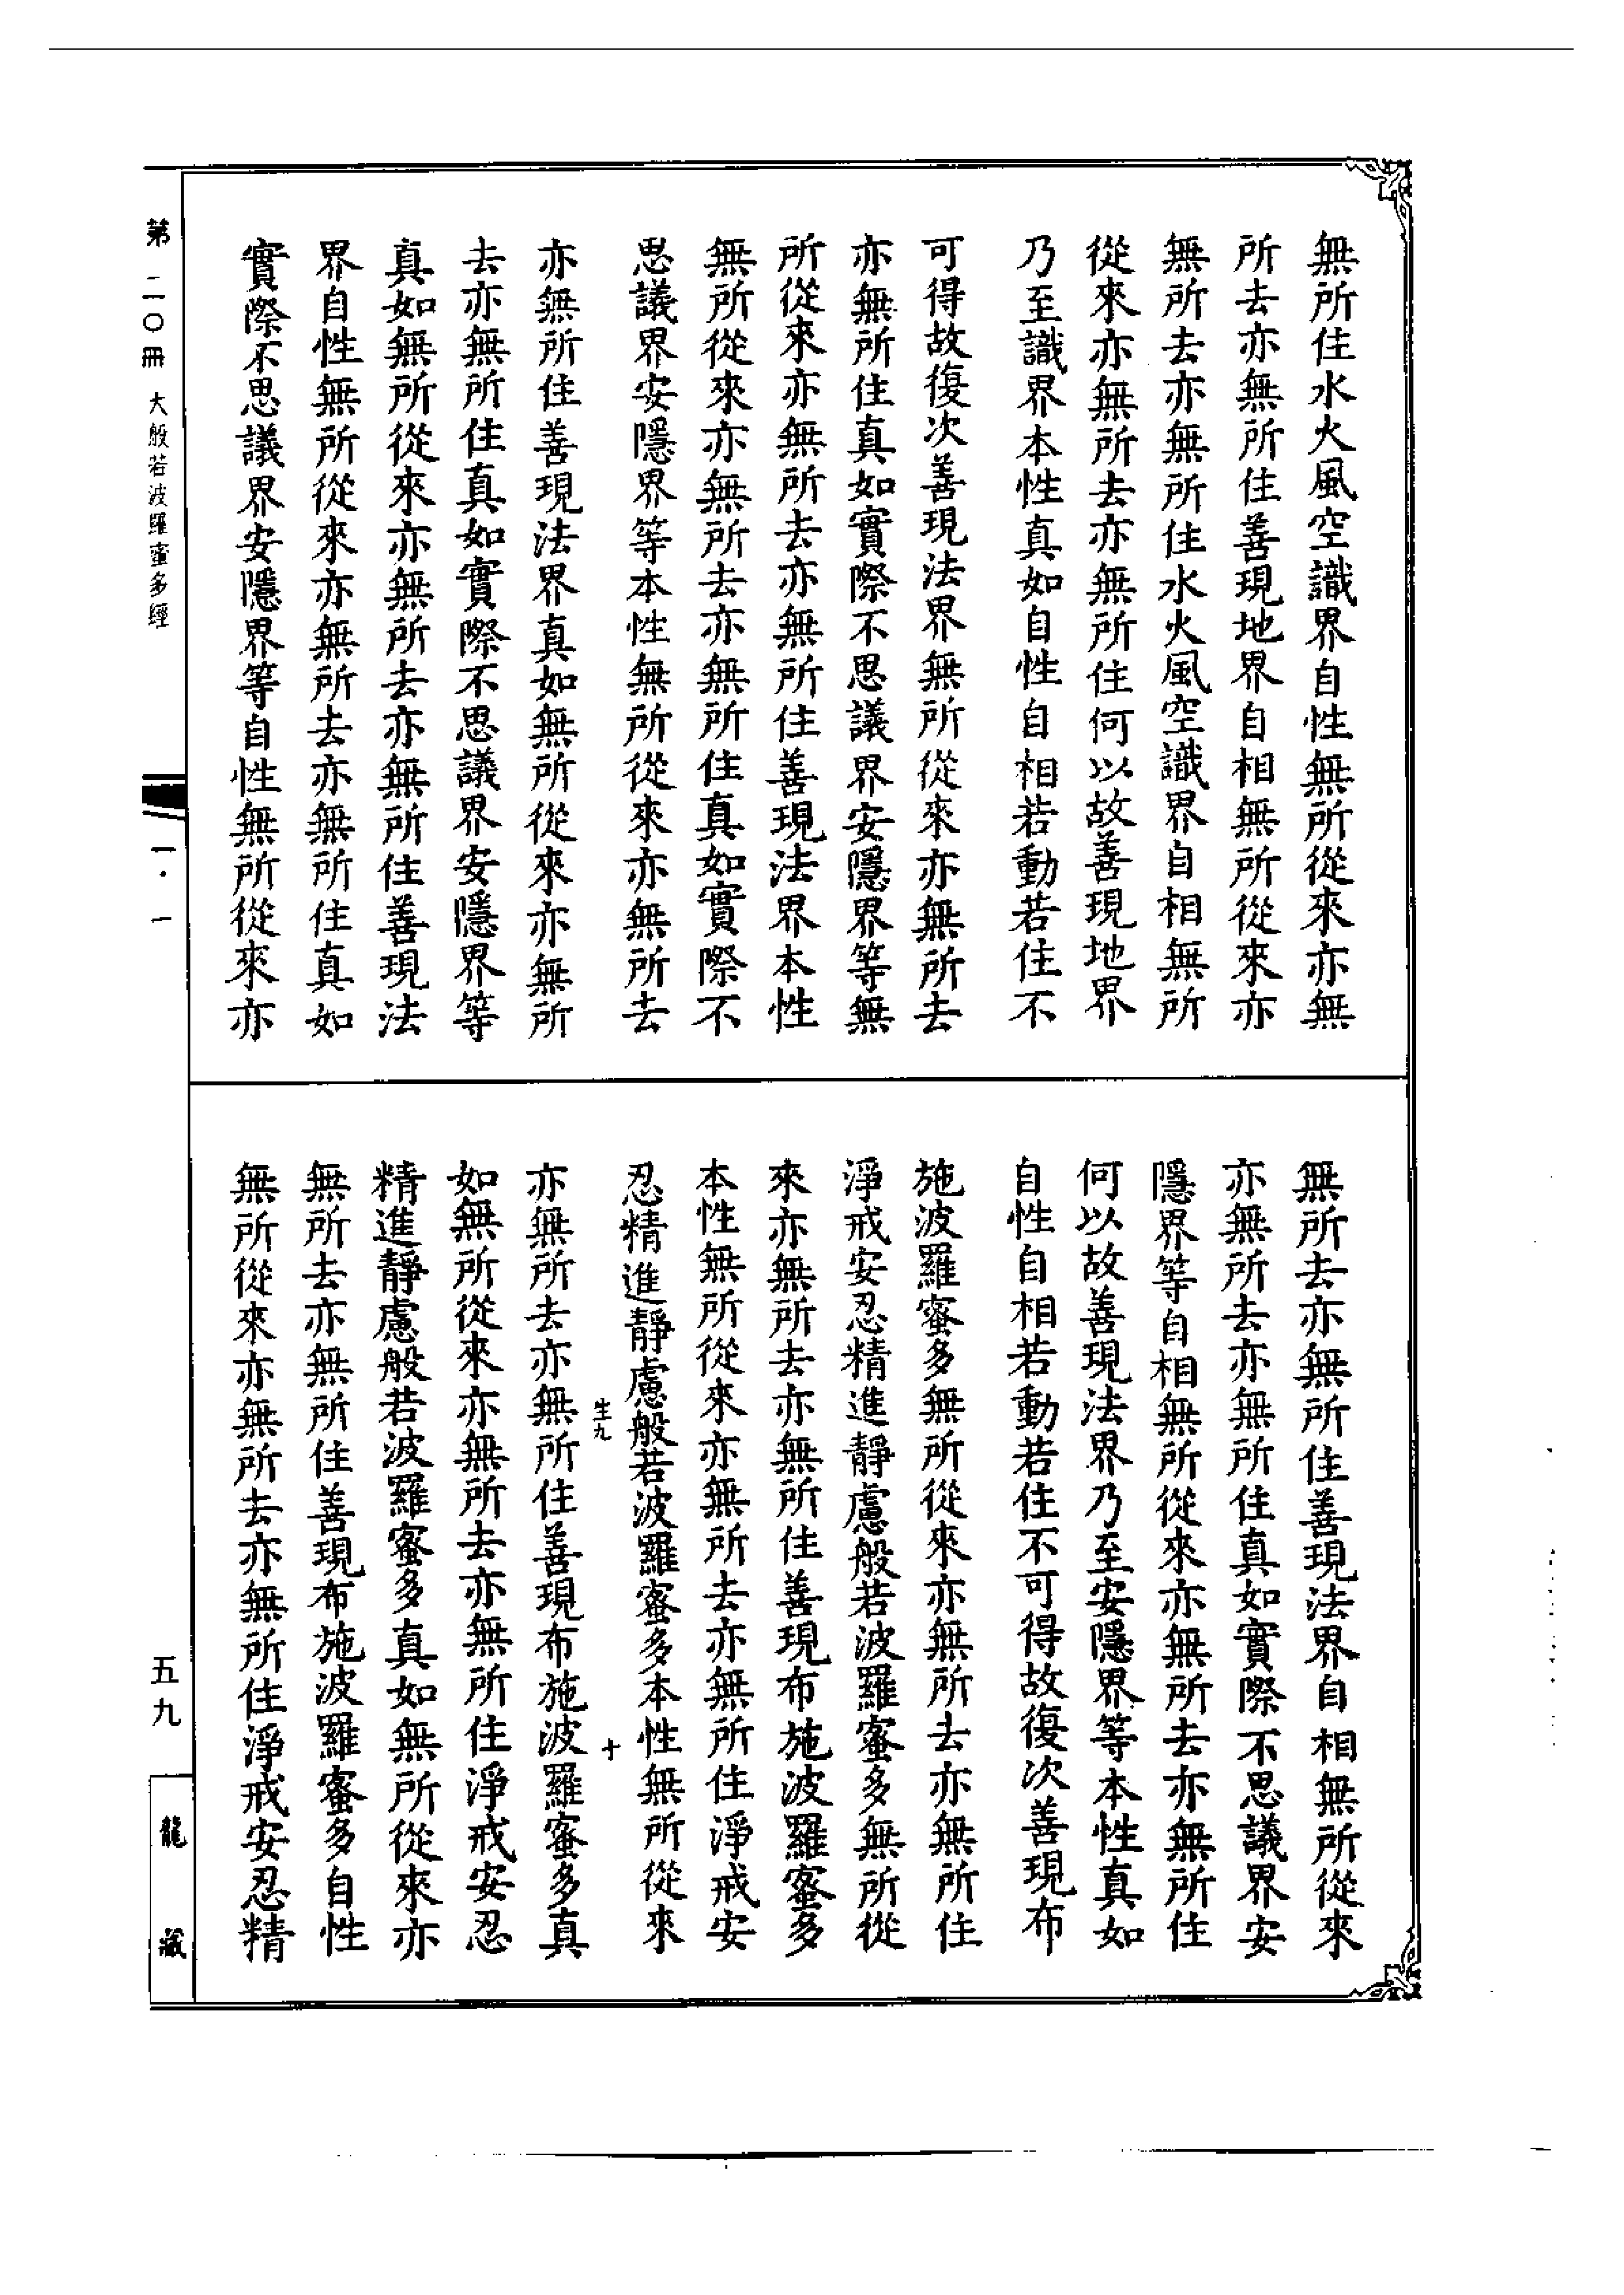 無所住水火風空識界自性無所從來亦無
所去亦無所住善現地界自相無所從來亦
無所去亦無所住水火風空識界自相無所
從來亦無所去亦無所住何以故善現地界
乃至識界本性真如自性自相若動若住不
可得故復次善現法界無所從來亦無所去
亦無所住真如實際不思議界安隱界等無
所從來亦無所去亦無所住善現法界本性
無所從來亦無所去亦無所住真如實際不
思議界安隱界等本性無所從來亦無所去
亦無所住善現法界真如無所從來亦無所
去亦無所住真如實際不思議界安隱界等
真如無所從來亦無所去亦無所住善現法
界自性無所從來亦無所去亦無所住真如
實際不思議界安隱界等自性無所從來亦
無所去亦無所住善現法界自相無所從來
亦無所去亦無所住真如實際不思議界安
隱界等自相無所從來亦無所去亦無所住
何以故善現法界乃至安隱界等本性真如
自性自相若動若住不可得故復次善現布
施波羅蜜多無所從來亦無所去亦無所住
淨戒安忍精進靜慮般若波羅蜜多無所從
來亦無所去亦無所住善現布施波羅蜜多
本性無所從來亦無所去亦無所住淨戒安
忍精進靜慮般若波羅蜜多本性無所從來
生九 十
亦無所去亦無所住善現布施波羅蜜多真
如無所從來亦無所去亦無所住淨戒安忍
精進靜慮般若波羅蜜多真如無所從來亦
無所去亦無所住善現布施波羅蜜多自性
無所從來亦無所去亦無所住淨戒安忍精
第二〇冊 大般若波羅蜜多經 一·一 五九 龍藏